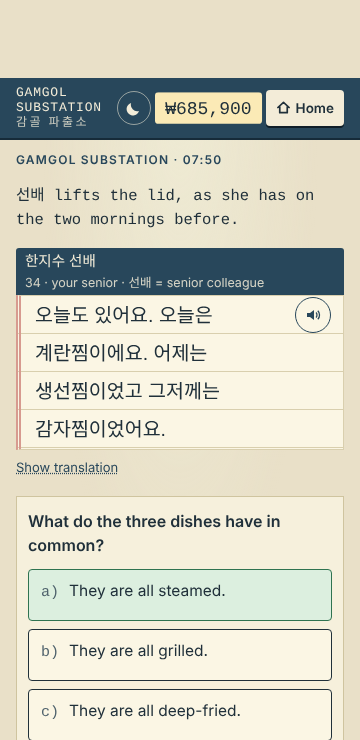 GAMGOL
SUBSTATION
감골 파출소
₩685,900
Home
GAMGOL SUBSTATION · 07:50
선배 lifts the lid, as she has on
the two mornings before.
한지수 선배
34 · your senior · 선배 = senior colleague
오늘도 있어요. 오늘은
계란찜이에요. 어제는
생선찜이었고 그저께는
감자찜이었어요.
Show translation
What do the three dishes have in
common?
a) They are all steamed.
b) They are all grilled.
c) They are all deep-fried.